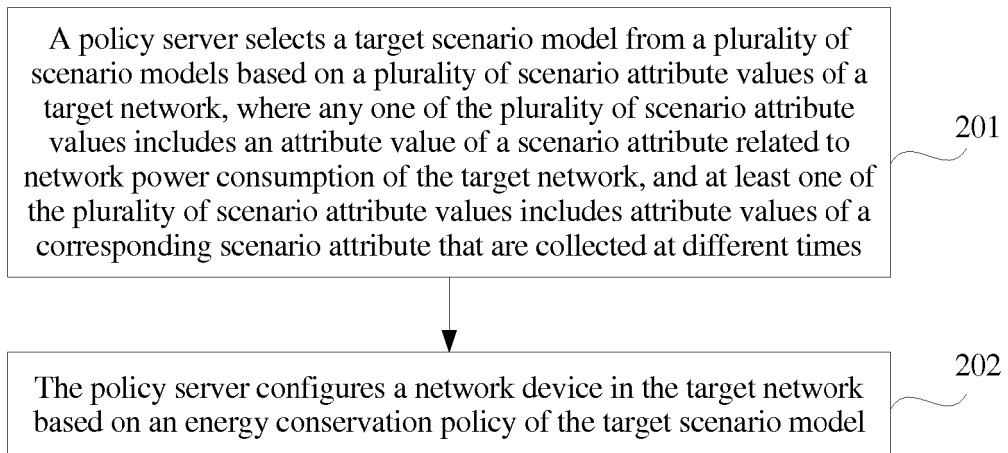 A policy server selects a target scenario model from a plurality of
scenario models based on a plurality of scenario attribute values of a
target network, where any one of the plurality of scenario attribute
values includes an attribute value of a scenario attribute related to
network power consumption of the target network, and at least one of
the plurality of scenario attribute values includes attribute values of a
corresponding scenario attribute that are collected at different times
201
The policy server configures a network device in the target network
based on an energy conservation policy of the target scenario model
202